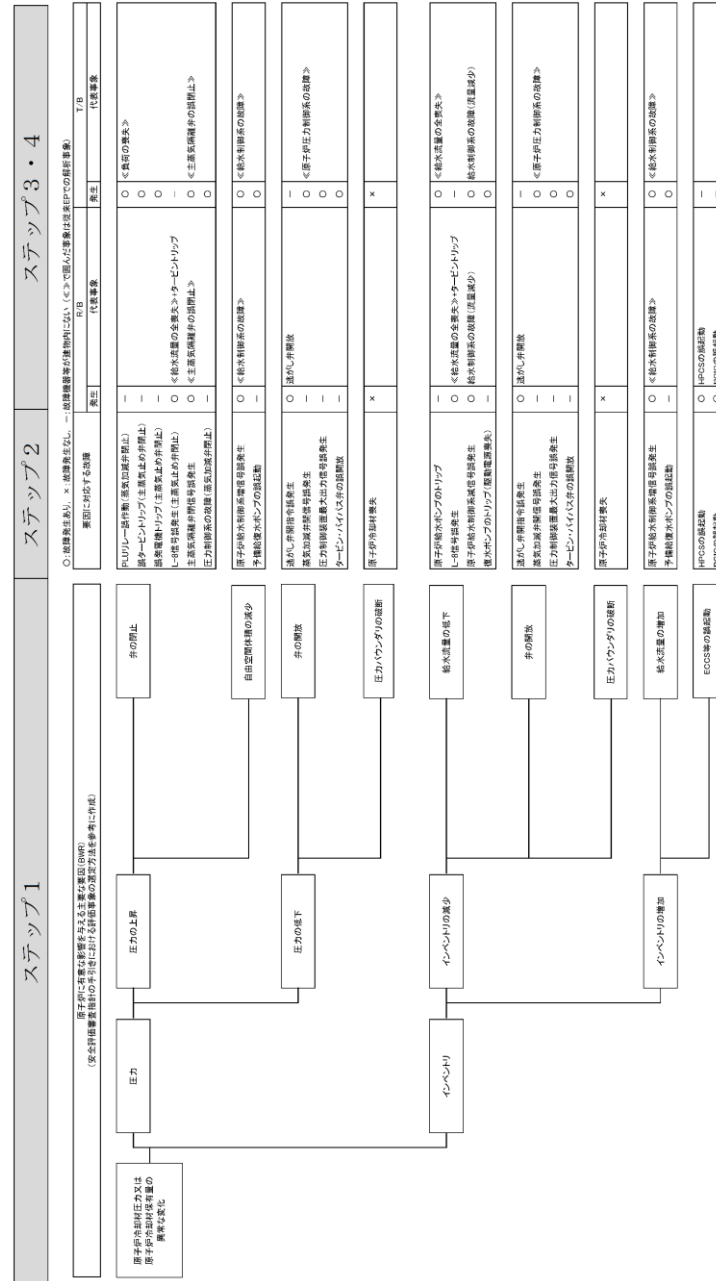 ステップ1
ステップ2
ステップ3・4
○:故障発生あり、×:故障発生なし、-:故障機器等が建物内にない (≪≫で囲んだ事象は従来EPでの解析事象)
原子炉に有意な影響を与える主要な要因(BWR)
(安全評価審査指針の手引きにおける評価事象の選定方法を参考に作成)
要因に対応する故障
R/B
発生
代表事象
T/B
発生
代表事象
原子炉冷却材圧力又は
原子炉冷却材保有量の
異常な変化
圧力
圧力の上昇
弁の閉止
PLUリレー誤作動(蒸気加減弁閉止) - ○ ≪負荷の喪失≫
誤タービントリップ(主蒸気止め弁閉止) - ○
誤発電機トリップ(主蒸気止め弁閉止) - ○
L-8信号誤発生(主蒸気止め弁閉止) ○ ≪給水流量の全喪失≫+タービントリップ -
主蒸気隔離弁閉信号誤発生 ○ ≪主蒸気隔離弁の誤閉止≫ ○ ≪主蒸気隔離弁の誤閉止≫
圧力制御系の故障(蒸気加減弁閉止) - ○
自由空間体積の減少
原子炉給水制御系増信号誤発生 ○ ≪給水制御系の故障≫ ○ ≪給水制御系の故障≫
予備給復水ポンプの誤起動 - ○
圧力の低下
弁の開放
逃がし弁開指令誤発生 ○ 逃がし弁開放 -
蒸気加減弁開信号誤発生 - ○ ≪原子炉圧力制御系の故障≫
圧力制御装置最大出力信号誤発生 - ○
タービン・バイパス弁の誤開放 - ○
圧力バウンダリの破断
原子炉冷却材喪失 × ×
インベントリ
インベントリの減少
給水流量の低下
原子炉給水ポンプのトリップ - ○ ≪給水流量の全喪失≫
L-8信号誤発生 ○ ≪給水流量の全喪失≫+タービントリップ -
原子炉給水制御系減信号誤発生 ○ 給水制御系の故障(流量減少) ○ 給水制御系の故障(流量減少)
復水ポンプのトリップ(駆動電源喪失) - ○
弁の開放
逃がし弁開指令誤発生 ○ 逃がし弁開放 -
蒸気加減弁開信号誤発生 - ○ ≪原子炉圧力制御系の故障≫
圧力制御装置最大出力信号誤発生 - ○
タービン・バイパス弁の誤開放 - ○
圧力バウンダリの破断
原子炉冷却材喪失 × ×
インベントリの増加
給水流量の増加
原子炉給水制御系増信号誤発生 ○ ≪給水制御系の故障≫ ○ ≪給水制御系の故障≫
予備給復水ポンプの誤起動 - ○
ECCS等の誤起動
HPCSの誤起動 ○ HPCSの誤起動 -